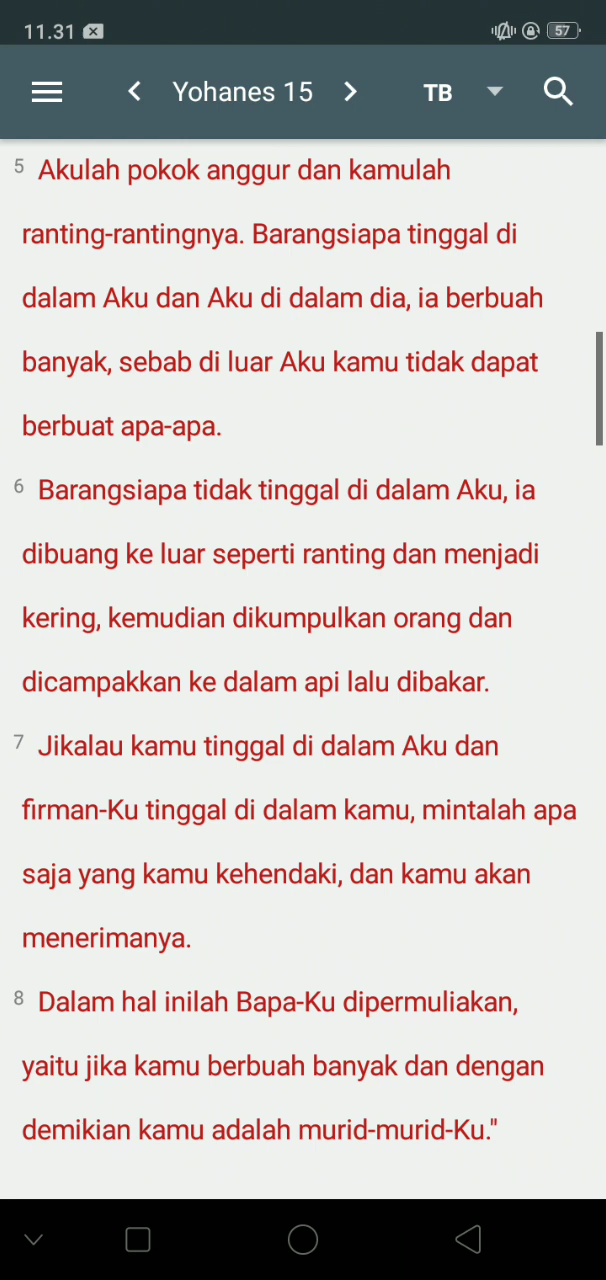 11.31
57
Yohanes 15
TB
5 Akulah pokok anggur dan kamulah
ranting-rantingnya. Barangsiapa tinggal di
dalam Aku dan Aku di dalam dia, ia berbuah
banyak, sebab di luar Aku kamu tidak dapat
berbuat apa-apa.
6 Barangsiapa tidak tinggal di dalam Aku, ia
dibuang ke luar seperti ranting dan menjadi
kering, kemudian dikumpulkan orang dan
dicampakkan ke dalam api lalu dibakar.
7 Jikalau kamu tinggal di dalam Aku dan
firman-Ku tinggal di dalam kamu, mintalah apa
saja yang kamu kehendaki, dan kamu akan
menerimanya.
8 Dalam hal inilah Bapa-Ku dipermuliakan,
yaitu jika kamu berbuah banyak dan dengan
demikian kamu adalah murid-murid-Ku."